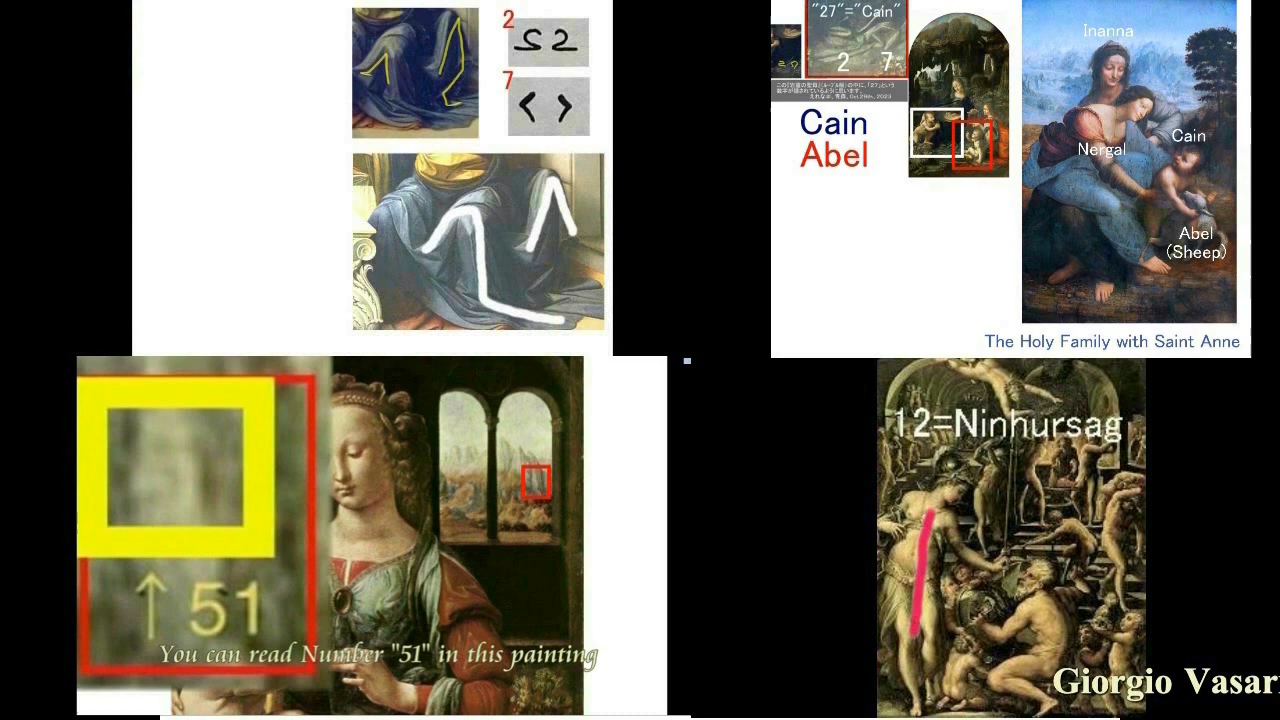 2
7
"27"="Cain"
2 7
Cain
Abel
Inanna
Cain
Nergal
Abel
(Sheep)
The Holy Family with Saint Anne
↑ 51
You can read Number "51" in this painting
12=Ninhursag
Giorgio Vasar